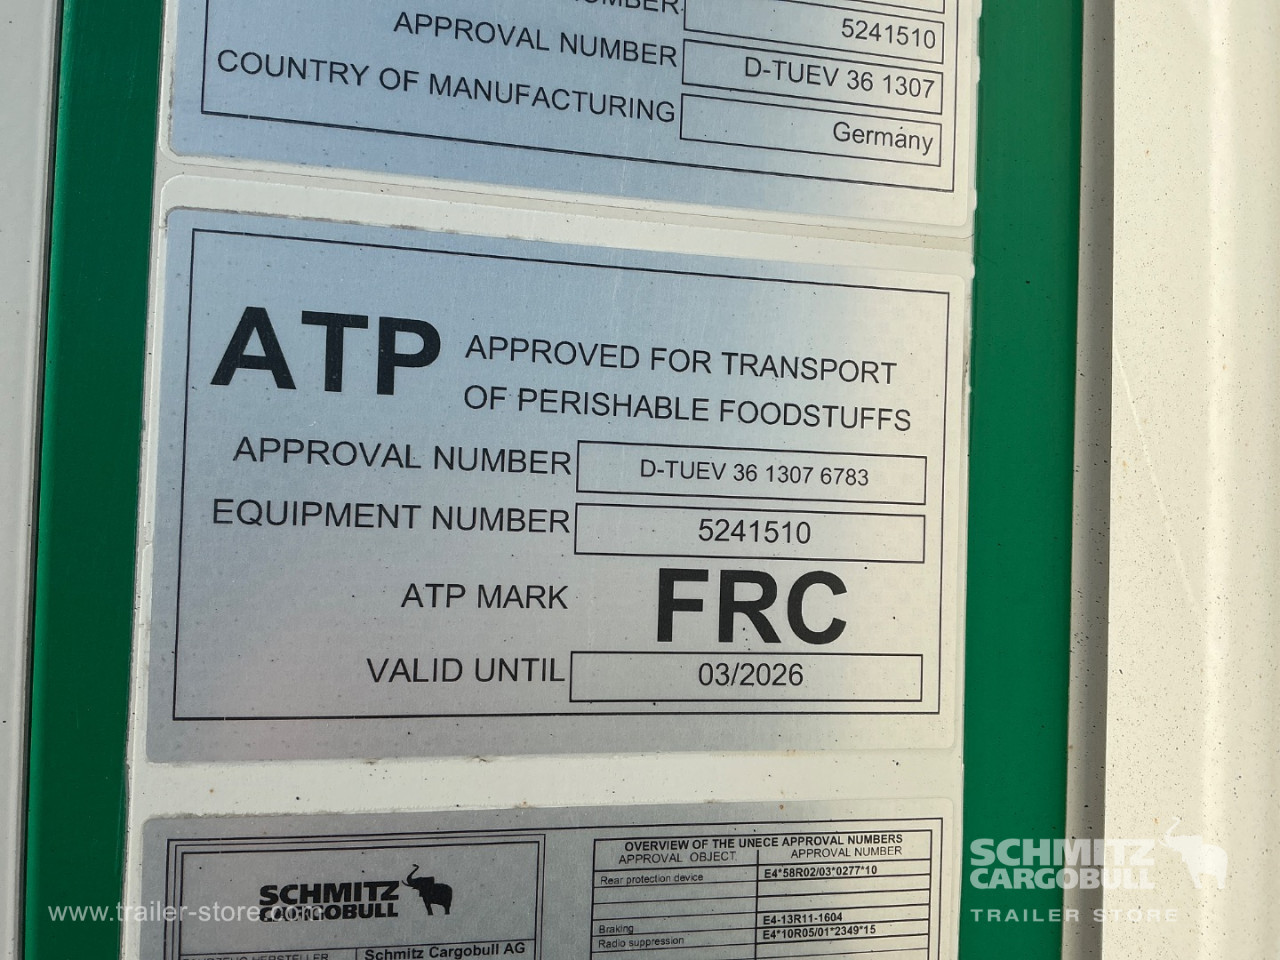 5241510
APPROVAL NUMBER D-TUEV 36 1307
COUNTRY OF MANUFACTURING Germany
ATP APPROVED FOR TRANSPORT
OF PERISHABLE FOODSTUFFS
APPROVAL NUMBER D-TUEV 36 1307 6783
EQUIPMENT NUMBER 5241510
ATP MARK FRC
VALID UNTIL 03/2026
SCHMITZ
CARGOBULL
Schmitz Cargobull AG
OVERVIEW OF THE UNECE APPROVAL NUMBERS
APPROVAL OBJECT APPROVAL NUMBER
Rear protection device E4*58R02/03*0277*10
Braking E4-13R11-1604
Radio suppression E4*10R05/01*2349*15
www.trailer-store.com
SCHMITZ
CARGOBULL
TRAILER STORE